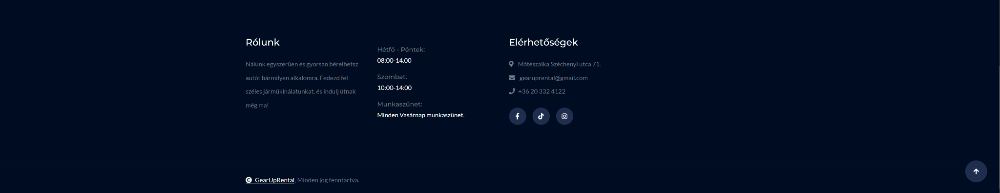 Rólunk
Nálunk egyszerűen és gyorsan bérelhetsz
autót bármilyen alkalomra. Fedezd fel
széles járműkínálatunkat, és indulj útnak
még ma!
Hétfő - Péntek:
08:00-14.00
Szombat:
10:00-14:00
Munkaszünet:
Minden Vasárnap munkaszünet.
Elérhetőségek
Mátészalka Széchenyi utca 71.
gearuprental@gmail.com
+36 20 332 4122
© GearUpRental, Minden jog fenntartva.